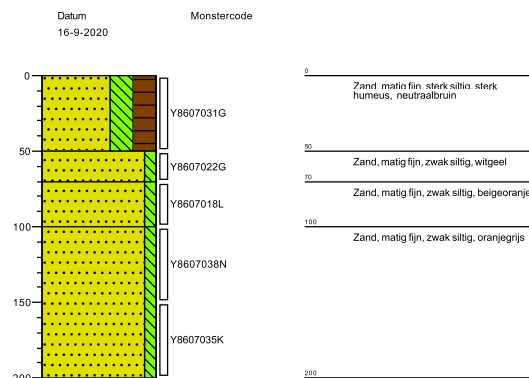 Datum Monstercode
16-9-2020
0
0
Zand, matig fijn, sterk siltig, sterk
humeus, neutraalbruin
Y8607031G
50
50
Zand, matig fijn, zwak siltig, witgeel
Y8607022G
70
Zand, matig fijn, zwak siltig, beigeoranje
Y8607018L
100
100
Zand, matig fijn, zwak siltig, oranjegrijs
Y8607038N
150
Y8607035K
200
200